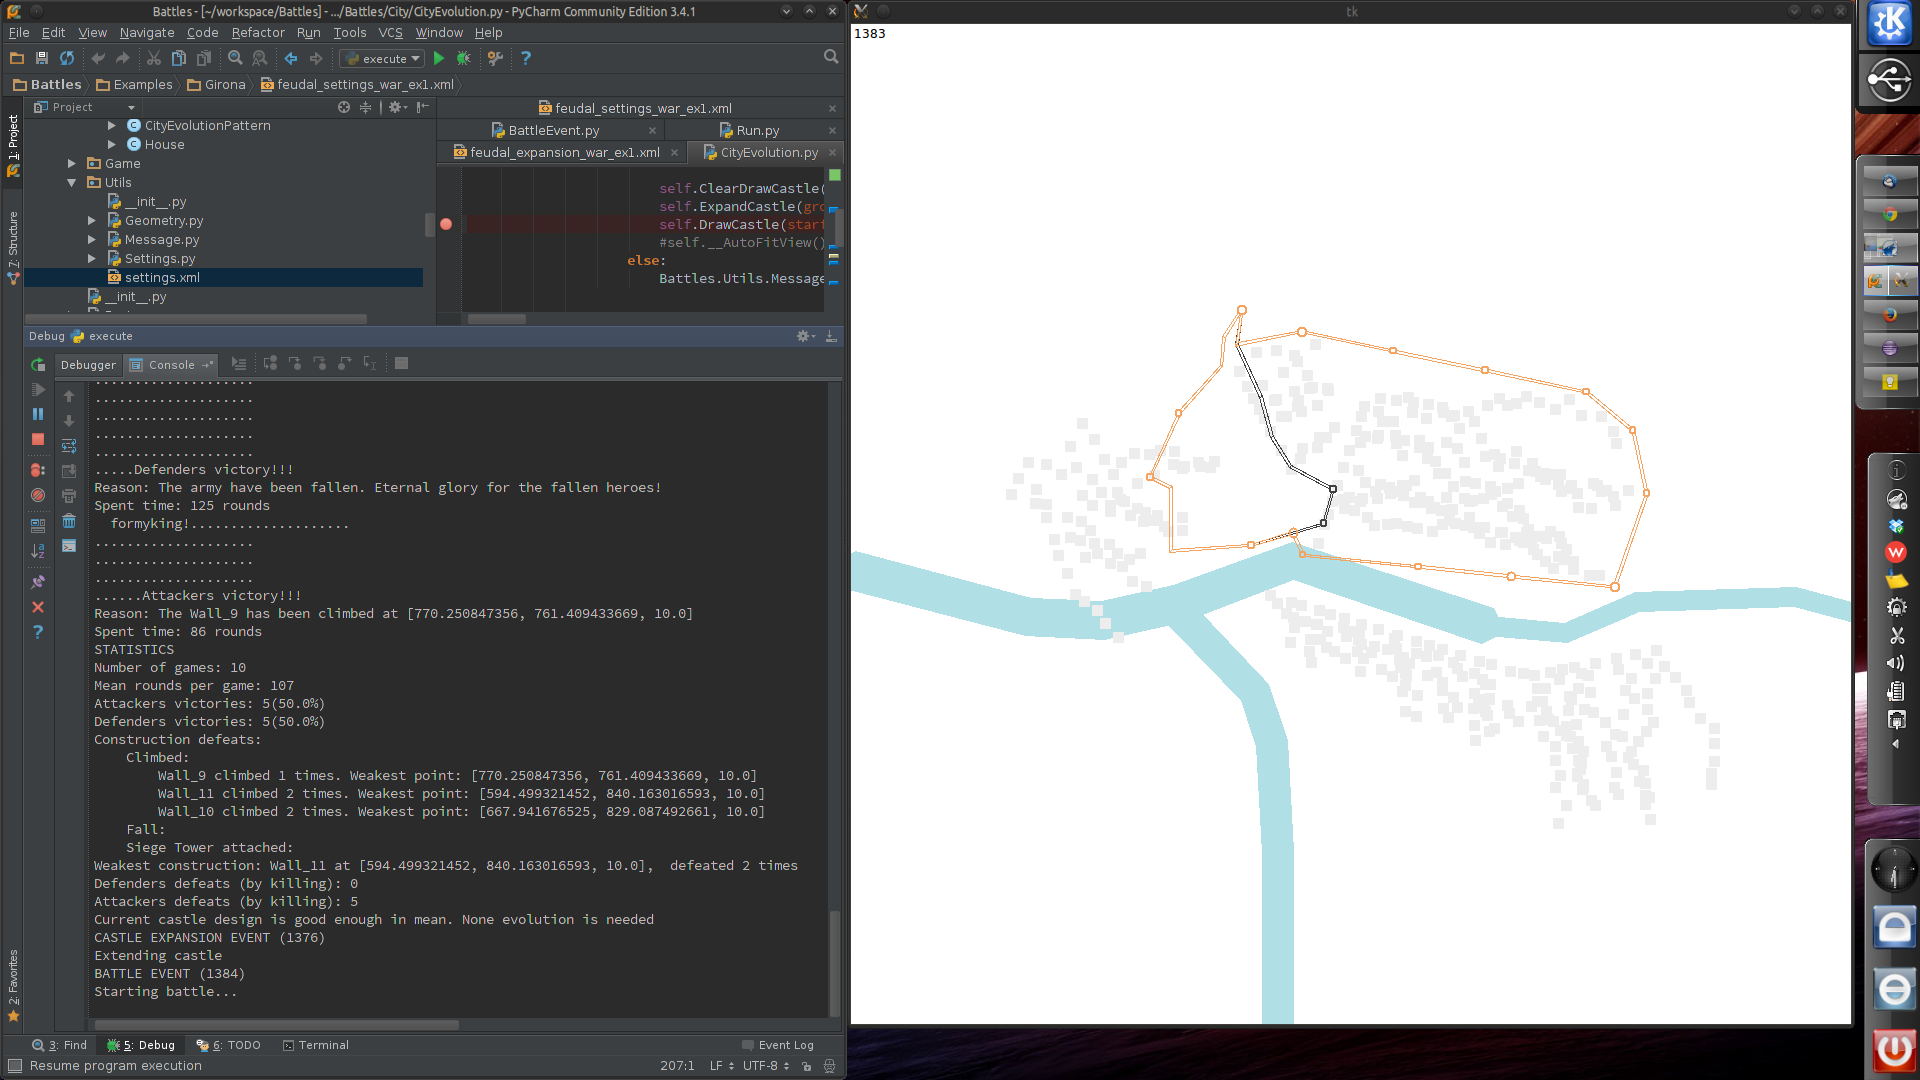 Battles - [~/workspace/Battles] - .../Battles/City/CityEvolution.py - PyCharm Community Edition 3.4.1
File Edit View Navigate Code Refactor Run Tools VCS Window Help
execute
Battles Examples Girona feudal_settings_war_ex1.xml
Project
1: Project
7: Structure
2: Favorites
CityEvolutionPattern
House
Game
Utils
__init__.py
Geometry.py
Message.py
Settings.py
settings.xml
__init__.py
feudal_settings_war_ex1.xml
BattleEvent.py Run.py
feudal_expansion_war_ex1.xml CityEvolution.py
self.ClearDrawCastle(
self.ExpandCastle(gro
self.DrawCastle(star
#self.__AutoFitView()
else:
Battles.Utils.Message
Debug execute
Debugger Console
....................
....................
....................
....................
....................
.....Defenders victory!!!
Reason: The army have been fallen. Eternal glory for the fallen heroes!
Spent time: 125 rounds
formyking!....................
....................
....................
....................
......Attackers victory!!!
Reason: The Wall_9 has been climbed at [770.250847356, 761.409433669, 10.0]
Spent time: 86 rounds
STATISTICS
Number of games: 10
Mean rounds per game: 107
Attackers victories: 5(50.0%)
Defenders victories: 5(50.0%)
Construction defeats:
Climbed:
Wall_9 climbed 1 times. Weakest point: [770.250847356, 761.409433669, 10.0]
Wall_11 climbed 2 times. Weakest point: [594.499321452, 840.163016593, 10.0]
Wall_10 climbed 2 times. Weakest point: [667.941676525, 829.087492661, 10.0]
Fall:
Siege Tower attached:
Weakest construction: Wall_11 at [594.499321452, 840.163016593, 10.0],  defeated 2 times
Defenders defeats (by killing): 0
Attackers defeats (by killing): 5
Current castle design is good enough in mean. None evolution is needed
CASTLE EXPANSION EVENT (1376)
Extending castle
BATTLE EVENT (1384)
Starting battle...
3: Find 5: Debug 6: TODO Terminal Event Log
Resume program execution 207:1 LF UTF-8
tk
1383